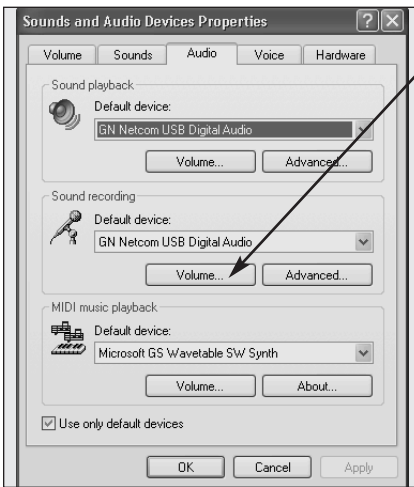 Sounds and Audio Devices Properties
Volume Sounds Audio Voice Hardware
Sound playback
Default device:
GN Netcom USB Digital Audio
Volume... Advanced...
Sound recording
Default device:
GN Netcom USB Digital Audio
Volume... Advanced...
MIDI music playback
Default device:
Microsoft GS Wavetable SW Synth
Volume... About...
Use only default devices
OK Cancel Apply